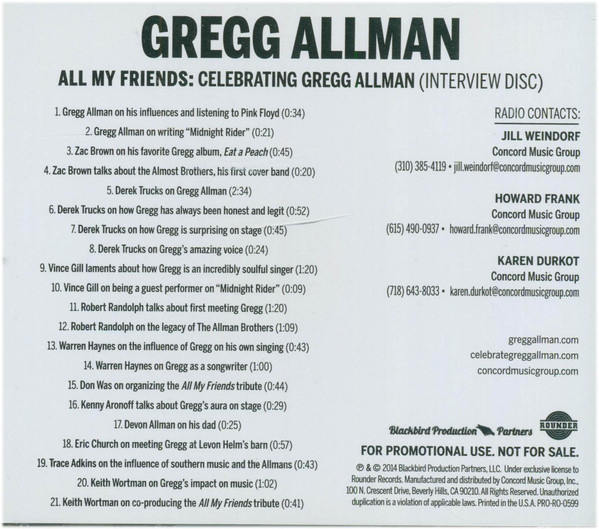 GREGG ALLMAN
ALL MY FRIENDS: CELEBRATING GREGG ALLMAN (INTERVIEW DISC)
1. Gregg Allman on his influences and listening to Pink Floyd (0:34)
2. Gregg Allman on writing "Midnight Rider" (0:21)
3. Zac Brown on his favorite Gregg album, Eat a Peach (0:45)
4. Zac Brown talks about the Almost Brothers, his first cover band (0:20)
5. Derek Trucks on Gregg Allman (2:34)
6. Derek Trucks on how Gregg has always been honest and legit (0:52)
7. Derek Trucks on how Gregg is surprising on stage (0:45)
8. Derek Trucks on Gregg's amazing voice (0:24)
9. Vince Gill laments about how Gregg is an incredibly soulful singer (1:20)
10. Vince Gill on being a guest performer on "Midnight Rider" (0:09)
11. Robert Randolph talks about first meeting Gregg (1:20)
12. Robert Randolph on the legacy of The Allman Brothers (1:09)
13. Warren Haynes on the influence of Gregg on his own singing (0:43)
14. Warren Haynes on Gregg as a songwriter (1:00)
15. Don Was on organizing the All My Friends tribute (0:44)
16. Kenny Aronoff talks about Gregg's aura on stage (0:29)
17. Devon Allman on his dad (0:25)
18. Eric Church on meeting Gregg at Levon Helm's barn (0:57)
19. Trace Adkins on the influence of southern music and the Allmans (0:43)
20. Keith Wortman on Gregg's impact on music (1:02)
21. Keith Wortman on co-producing the All My Friends tribute (0:41)
RADIO CONTACTS:
JILL WEINDORF
Concord Music Group
(310) 385-4119 • jill.weindorf@concordmusicgroup.com
HOWARD FRANK
Concord Music Group
(615) 490-0937 • howard.frank@concordmusicgroup.com
KAREN DURKOT
Concord Music Group
(718) 643-8033 • karen.durkot@concordmusicgroup.com
greggallman.com
celebrategreggallman.com
concordmusicgroup.com
Blackbird Production Partners
ROUNDER
FOR PROMOTIONAL USE. NOT FOR SALE.
℗ & © 2014 Blackbird Production Partners, LLC. Under exclusive license to
Rounder Records. Manufactured and distributed by Concord Music Group, Inc.,
100 N. Crescent Drive, Beverly Hills, CA 90210. All Rights Reserved. Unauthorized
duplication is a violation of applicable laws. Printed in the U.S.A. PRO-RO-0599